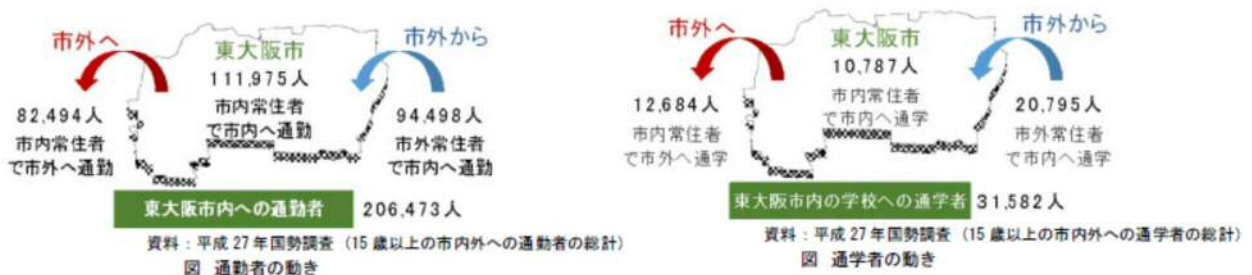 市外へ
東大阪市
市外から
111,975人
市内常住者
で市内へ通勤
82,494人
市内常住者
で市外へ通勤
94,498人
市外常住者
で市内へ通勤
東大阪市内への通勤者 206,473人
資料：平成27年国勢調査（15歳以上の市内外への通勤者の総計）
図 通勤者の動き
市外へ
東大阪市
市外から
10,787人
市内常住者
で市内へ通学
12,684人
市内常住者
で市外へ通学
20,795人
市外常住者
で市内へ通学
東大阪市内の学校への通学者 31,582人
資料：平成27年国勢調査（15歳以上の市内外への通学者の総計）
図 通学者の動き